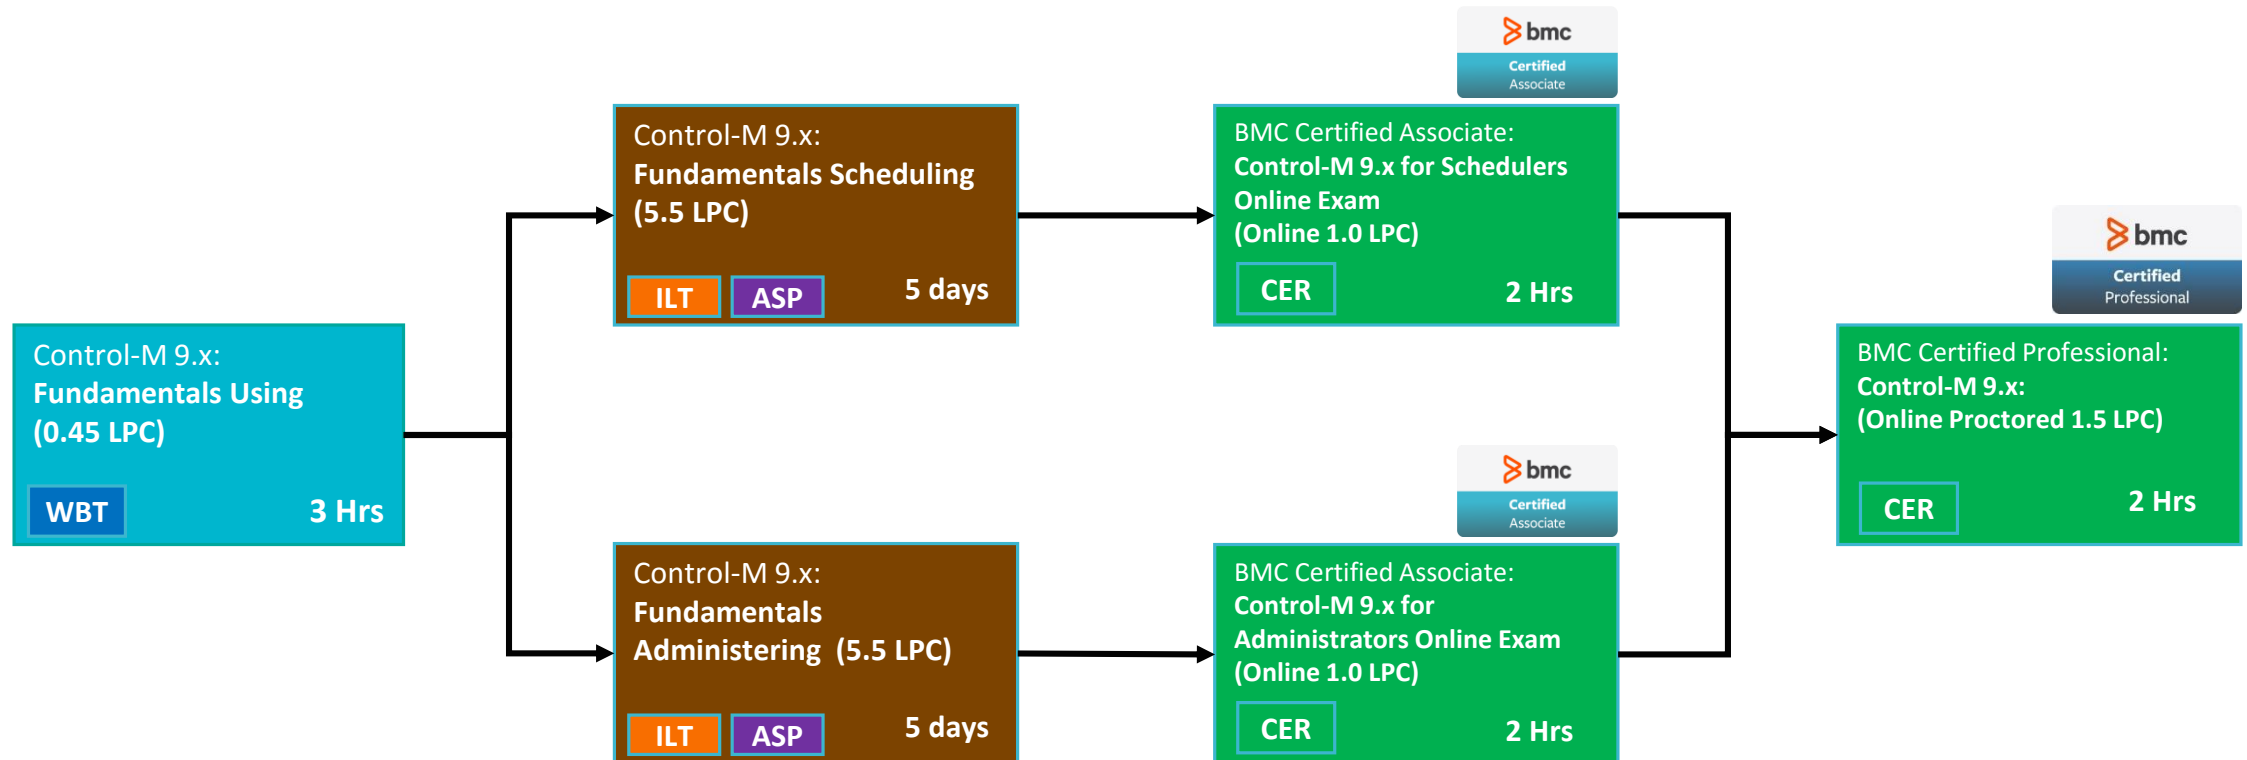 Control-M 9.x:
Fundamentals Using
(0.45 LPC)
WBT
3 Hrs
Control-M 9.x:
Fundamentals Scheduling
(5.5 LPC)
ILT
ASP
5 days
bmc
Certified
Associate
BMC Certified Associate:
Control-M 9.x for Schedulers
Online Exam
(Online 1.0 LPC)
CER
2 Hrs
Control-M 9.x:
Fundamentals
Administering (5.5 LPC)
ILT
ASP
5 days
bmc
Certified
Associate
BMC Certified Associate:
Control-M 9.x for
Administrators Online Exam
(Online 1.0 LPC)
CER
2 Hrs
bmc
Certified
Professional
BMC Certified Professional:
Control-M 9.x:
(Online Proctored 1.5 LPC)
CER
2 Hrs